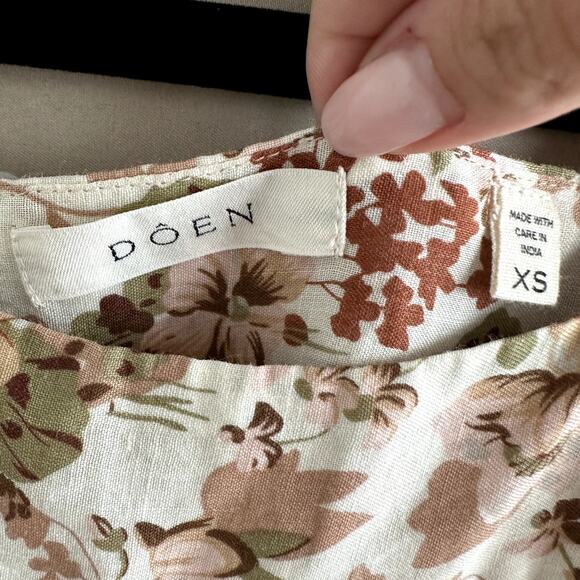 DÔEN
MADE WITH
CARE IN
INDIA
XS